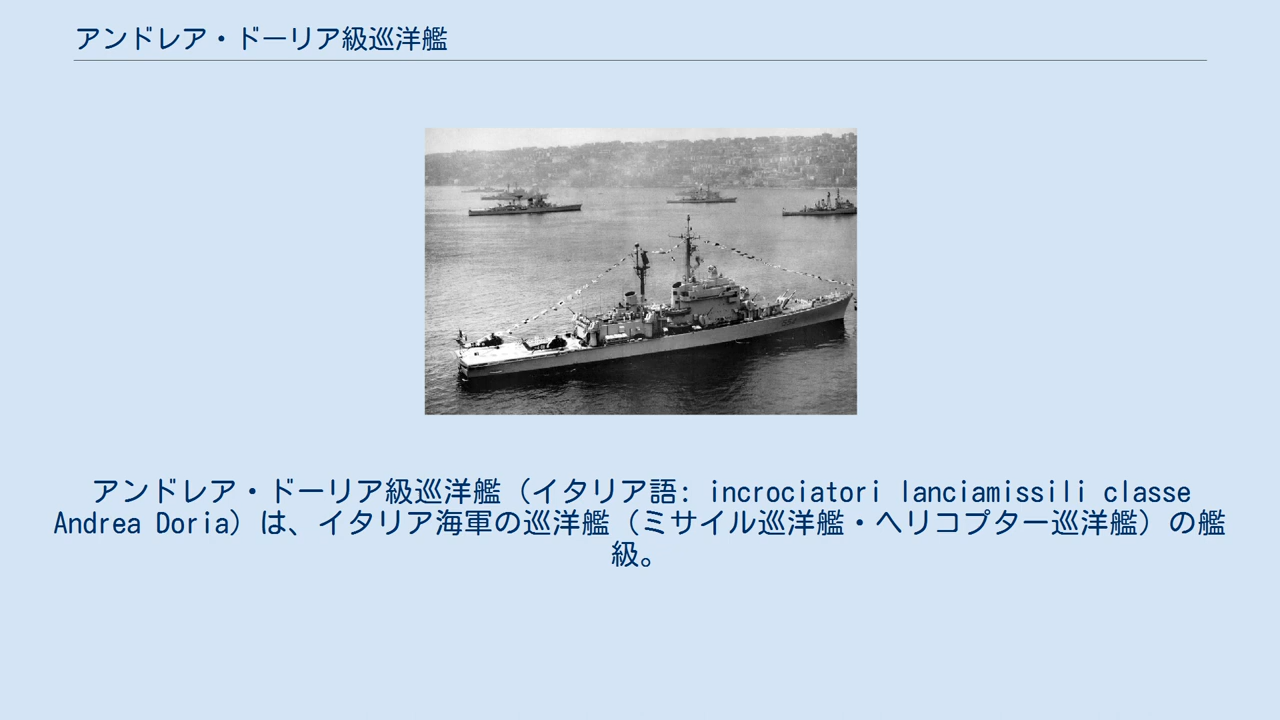 アンドレア・ドーリア級巡洋艦
アンドレア・ドーリア級巡洋艦（イタリア語: incrociatori lanciamissili classe
Andrea Doria）は、イタリア海軍の巡洋艦（ミサイル巡洋艦・ヘリコプター巡洋艦）の艦
級。